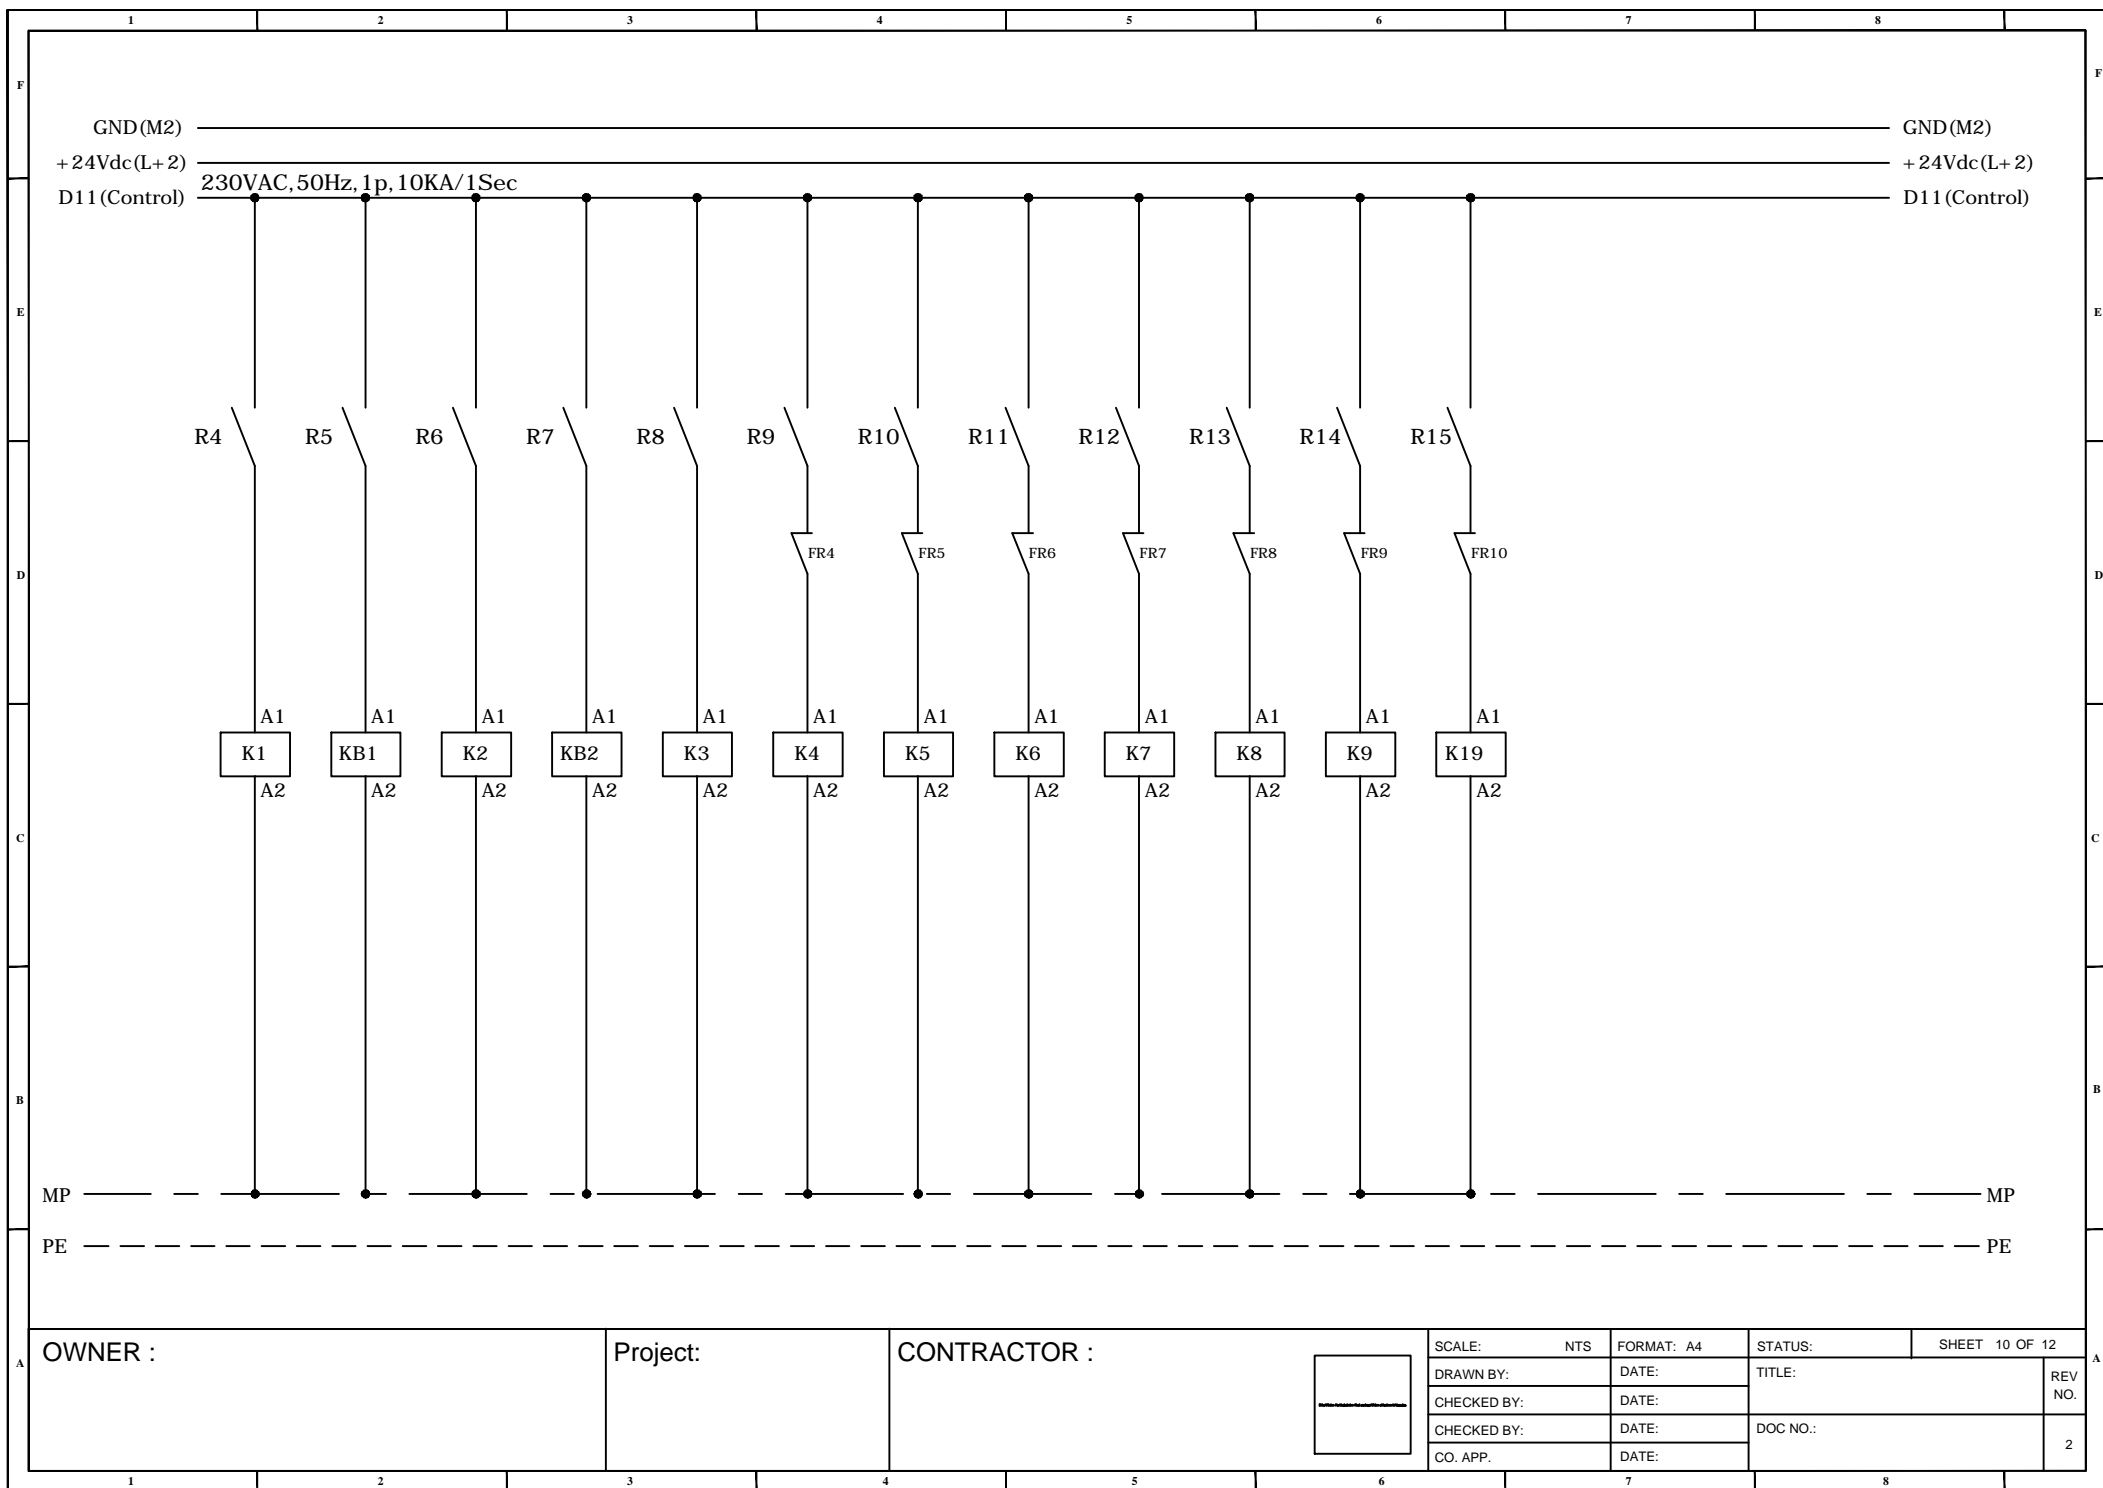 1 2 3 4 5 6 7 8
F F
GND(M2) GND(M2)
+24Vdc(L+2) +24Vdc(L+2)
230VAC,50Hz,1p,10KA/1Sec
D11(Control) D11(Control)
E E
R4 R5 R6 R7 R8 R9 R10 R11 R12 R13 R14 R15
FR4 FR5 FR6 FR7 FR8 FR9 FR10
D D
A1 A1 A1 A1 A1 A1 A1 A1 A1 A1 A1 A1
K1 KB1 K2 KB2 K3 K4 K5 K6 K7 K8 K9 K19
A2 A2 A2 A2 A2 A2 A2 A2 A2 A2 A2 A2
C C
B B
MP MP
PE PE
A A
OWNER : Project: CONTRACTOR :
SCALE: NTS FORMAT: A4 STATUS: SHEET 10 OF 12
DRAWN BY: DATE: TITLE: REV
NO.
CHECKED BY: DATE:
CHECKED BY: DATE: DOC NO.:
2
CO. APP. DATE:
1 2 3 4 5 6 7 8